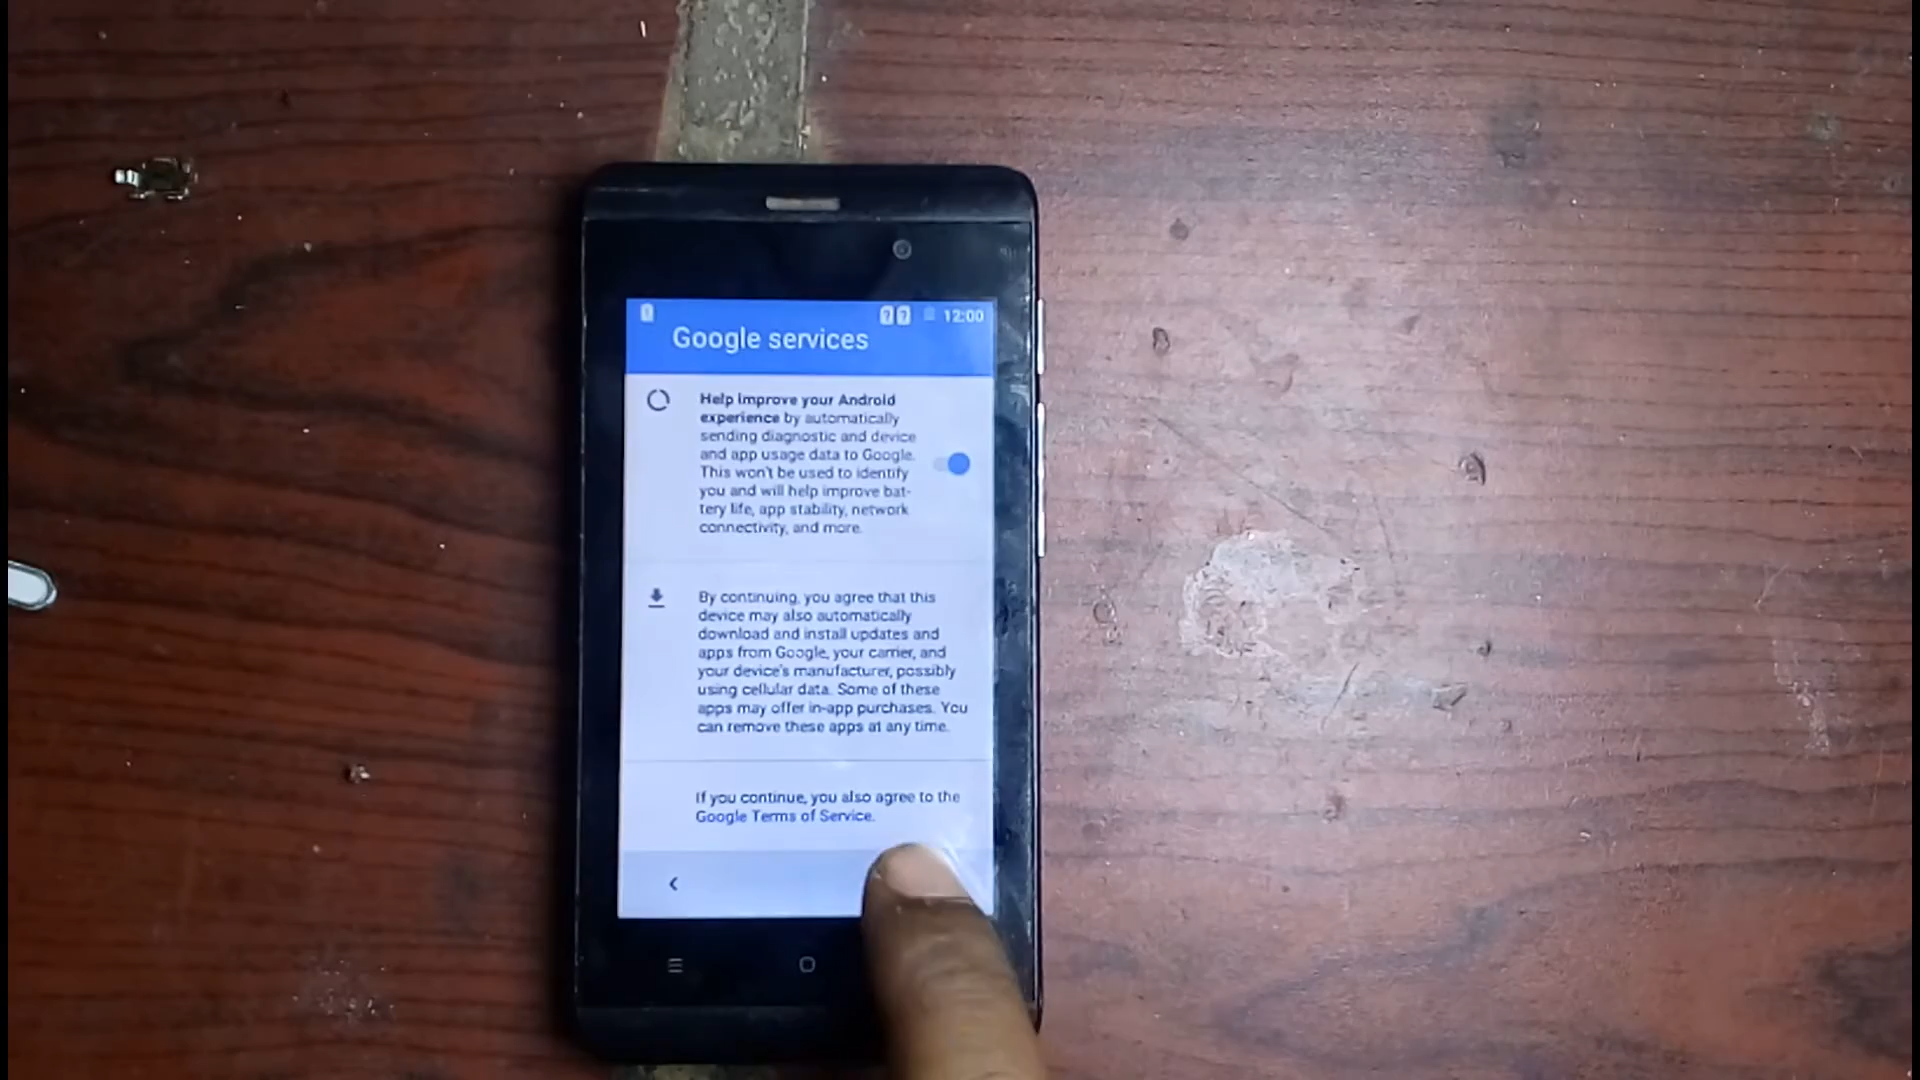 12:00
Google services
Help improve your Android
experience by automatically
sending diagnostic and device
and app usage data to Google.
This won't be used to identify
you and will help improve bat-
tery life, app stability, network
connectivity, and more.
By continuing, you agree that this
device may also automatically
download and install updates and
apps from Google, your carrier, and
your device's manufacturer, possibly
using cellular data. Some of these
apps may offer in-app purchases. You
can remove these apps at any time.
If you continue, you also agree to the
Google Terms of Service.